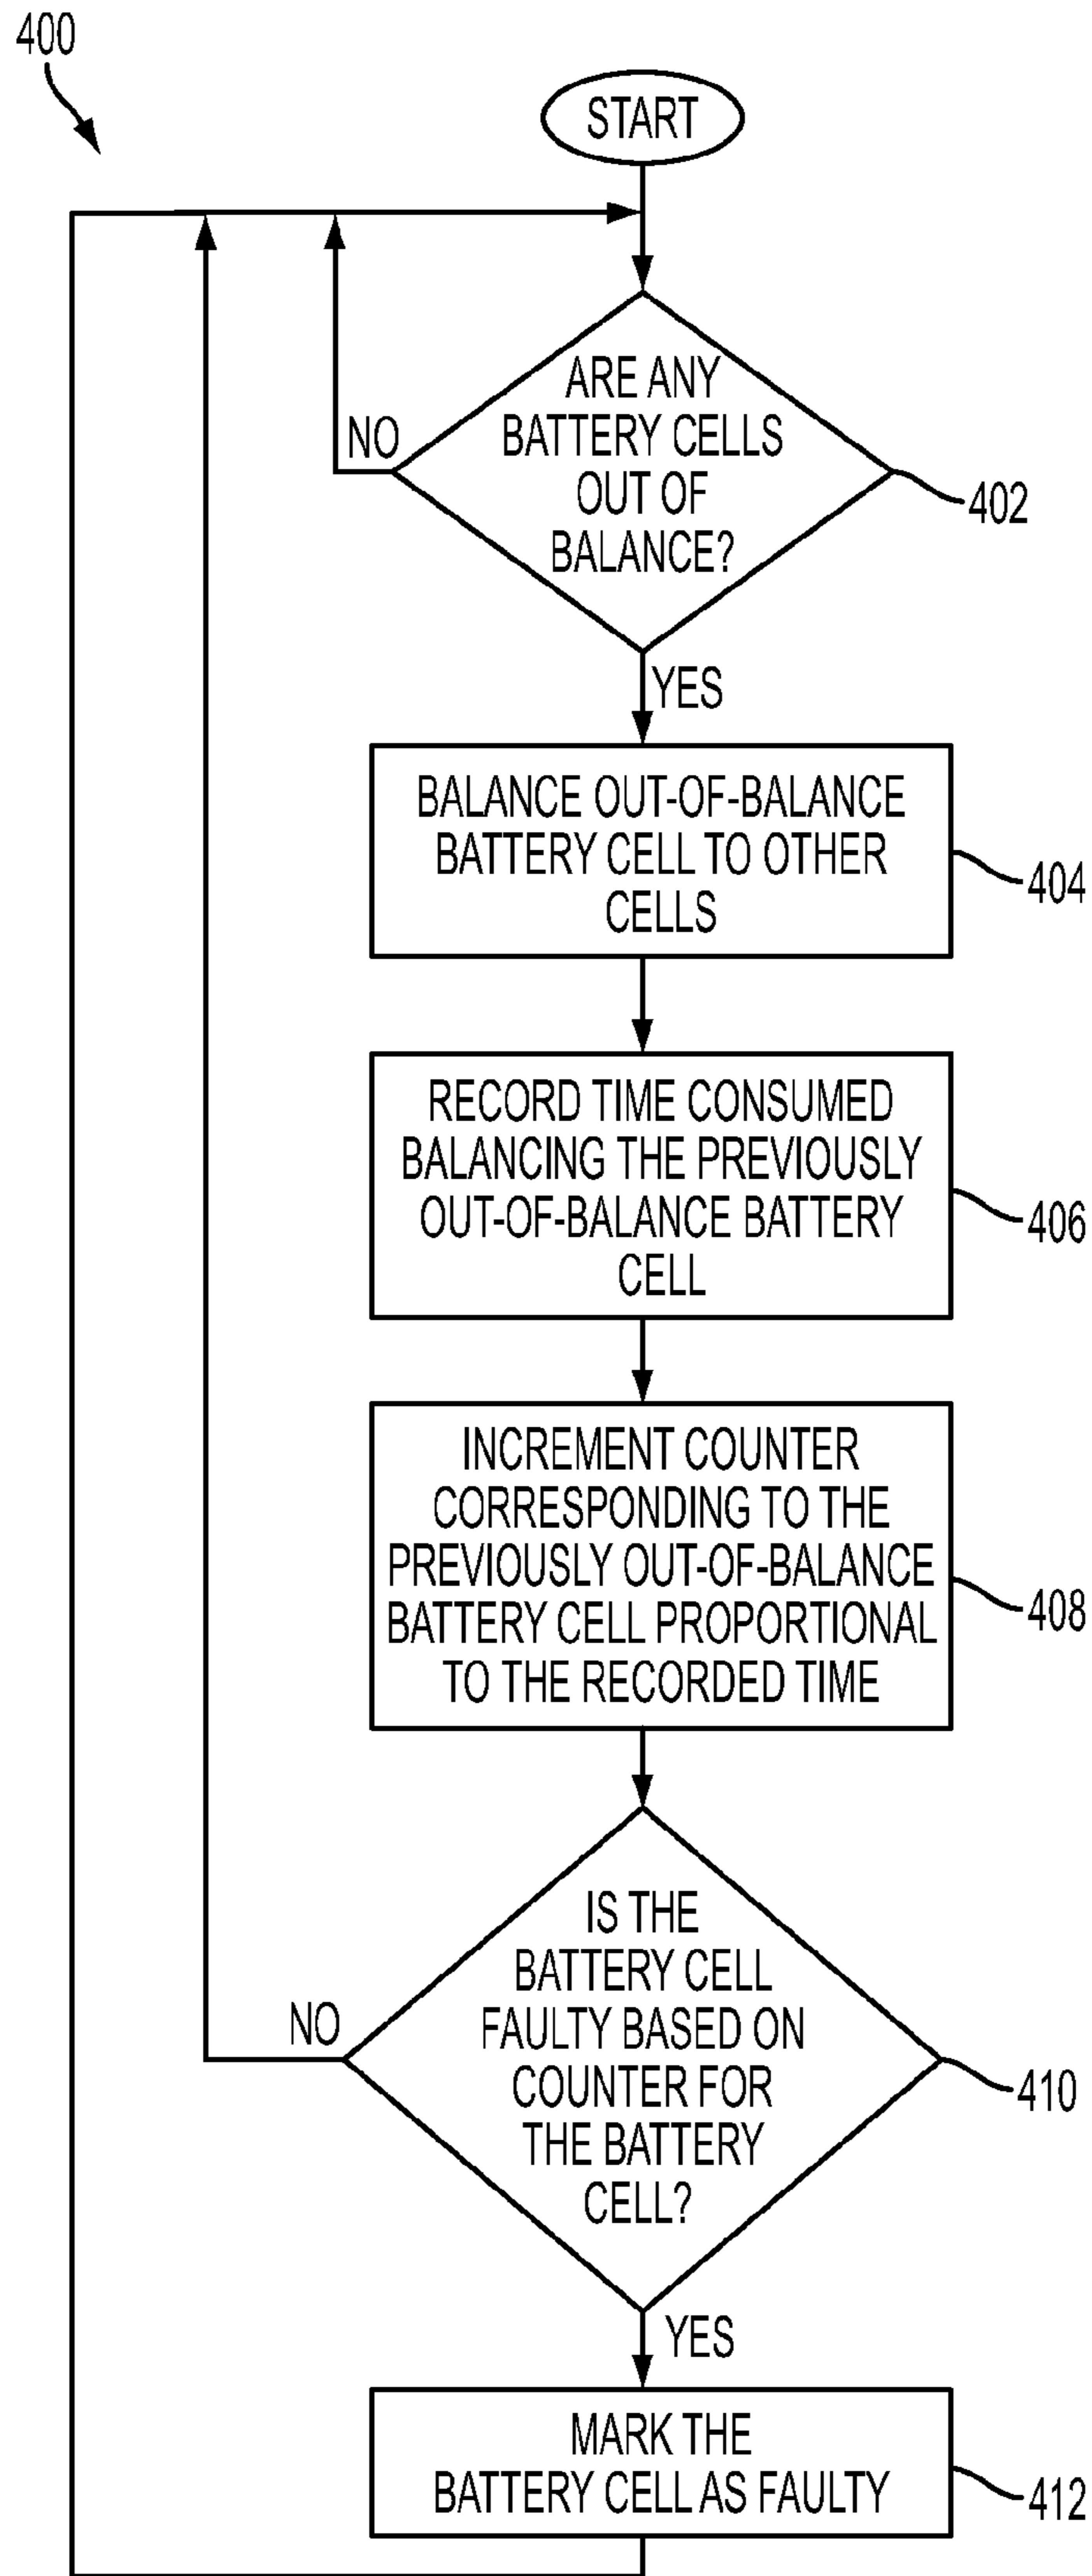 400
START
ARE ANY
BATTERY CELLS
OUT OF
BALANCE?
NO
402
YES
BALANCE OUT-OF-BALANCE
BATTERY CELL TO OTHER
CELLS
404
RECORD TIME CONSUMED
BALANCING THE PREVIOUSLY
OUT-OF-BALANCE BATTERY
CELL
406
INCREMENT COUNTER
CORRESPONDING TO THE
PREVIOUSLY OUT-OF-BALANCE
BATTERY CELL PROPORTIONAL
TO THE RECORDED TIME
408
IS THE
BATTERY CELL
FAULTY BASED ON
COUNTER FOR
THE BATTERY
CELL?
NO
410
YES
MARK THE
BATTERY CELL AS FAULTY
412